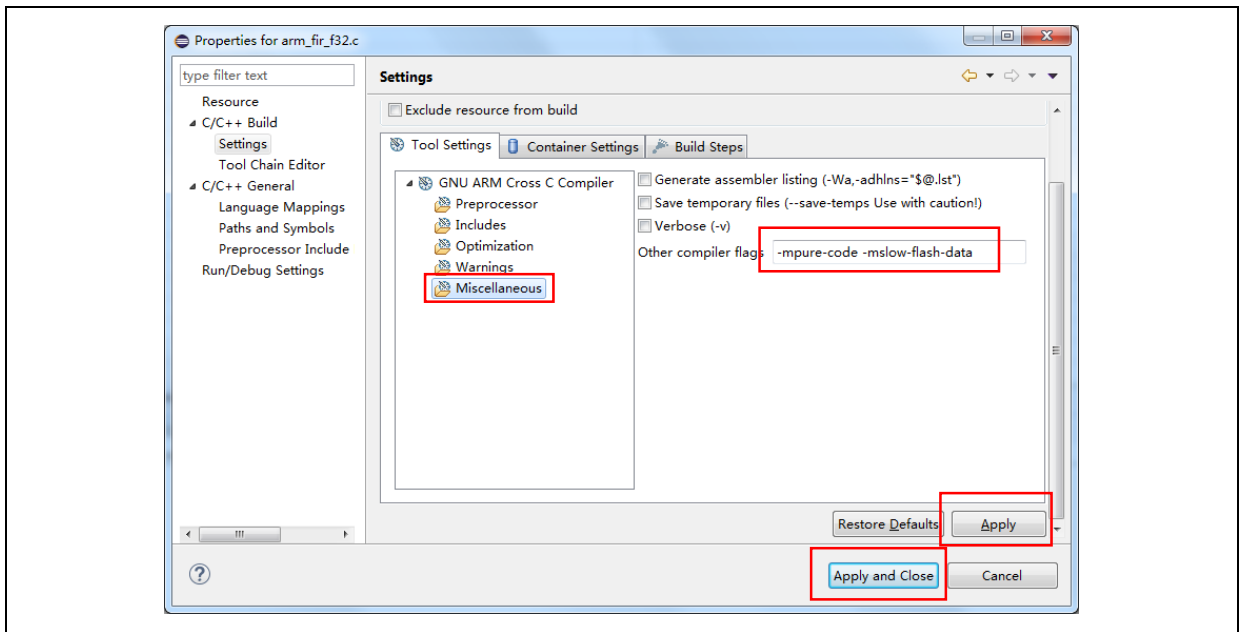 Properties for arm_fir_f32.c
type filter text
Resource
C/C++ Build
Settings
Tool Chain Editor
C/C++ General
Language Mappings
Paths and Symbols
Preprocessor Include
Run/Debug Settings
Settings
Exclude resource from build
Tool Settings Container Settings Build Steps
GNU ARM Cross C Compiler
Preprocessor
Includes
Optimization
Warnings
Miscellaneous
Generate assembler listing (-Wa,-adhlns="$@.lst")
Save temporary files (--save-temps Use with caution!)
Verbose (-v)
Other compiler flags -mpure-code -mslow-flash-data
Restore Defaults Apply
Apply and Close Cancel